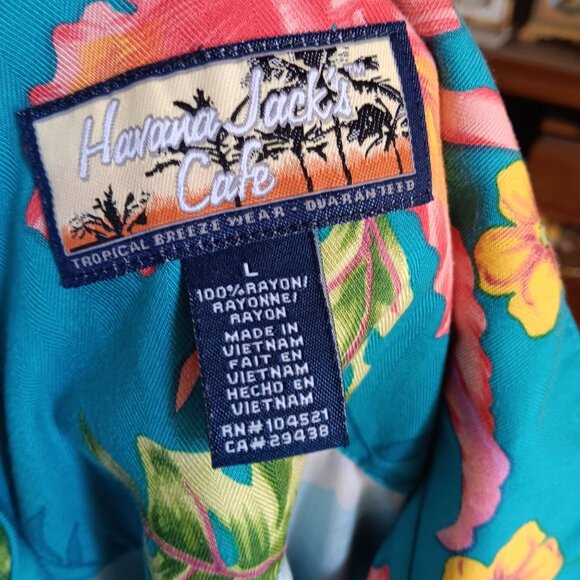 Havana Jack's™
Cafe
TROPICAL BREEZE WEAR - GUARANTEED
L
100% RAYON/
RAYONNE/
RAYON
MADE IN
VIETNAM
FAIT EN
VIETNAM
HECHO EN
VIETNAM
RN# 104521
CA# 29438